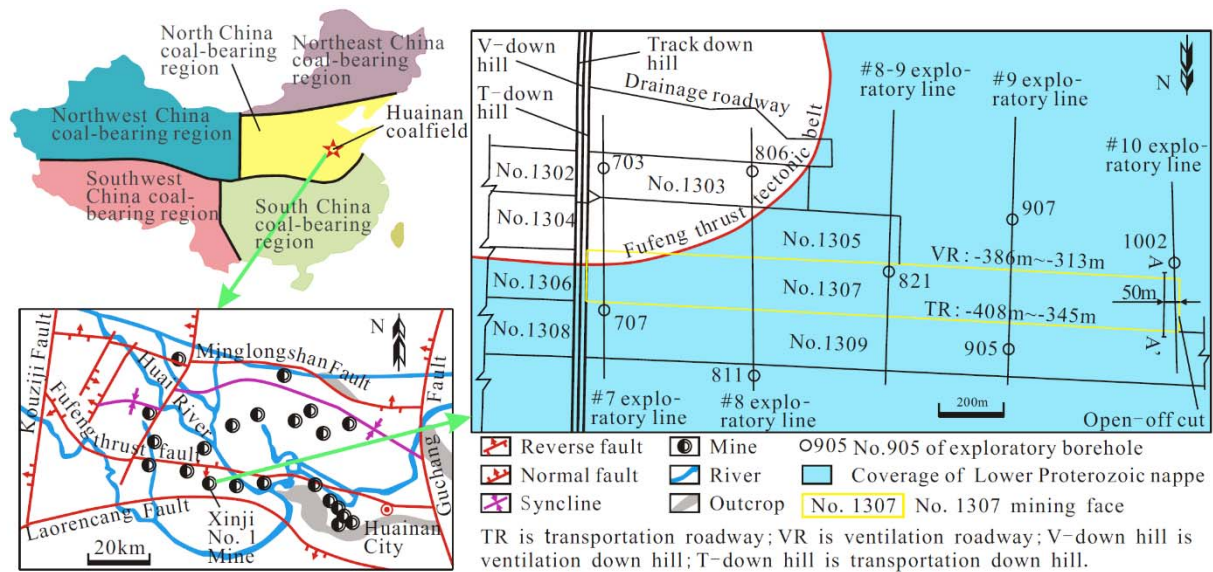 North China
coal-bearing
region
Northeast China
coal-bearing
region
Northwest China
coal-bearing region
Huainan
coalfield
Southwest
China coal-
bearing region
South China
coal-bearing
region
N
Minglongshan Fault
Kouziji Fault
Huai River
Fufeng thrust fault
Guchang Fault
Laorencang Fault
Xinji
No. 1
Mine
Huainan
City
20km
V-down
hill
Track down
hill
T-down
hill
Drainage roadway
Fufeng thrust tectonic belt
#8-9 explo-
ratory line
#9 explo-
ratory line
N
#10 explo-
ratory line
No.1302
703
No.1303
806
No.1304
No.1305
907
1002
VR:-386m~-313m
A
No.1306
No.1307
821
50m
TR:-408m~-345m
No.1308
707
No.1309
905
A'
811
#7 explo-
ratory line
#8 explo-
ratory line
200m
Open-off cut
Reverse fault
Mine
905 No.905 of exploratory borehole
Normal fault
River
Coverage of Lower Proterozoic nappe
Syncline
Outcrop
No. 1307 No. 1307 mining face
TR is transportation roadway; VR is ventilation roadway; V-down hill is
ventilation down hill; T-down hill is transportation down hill.